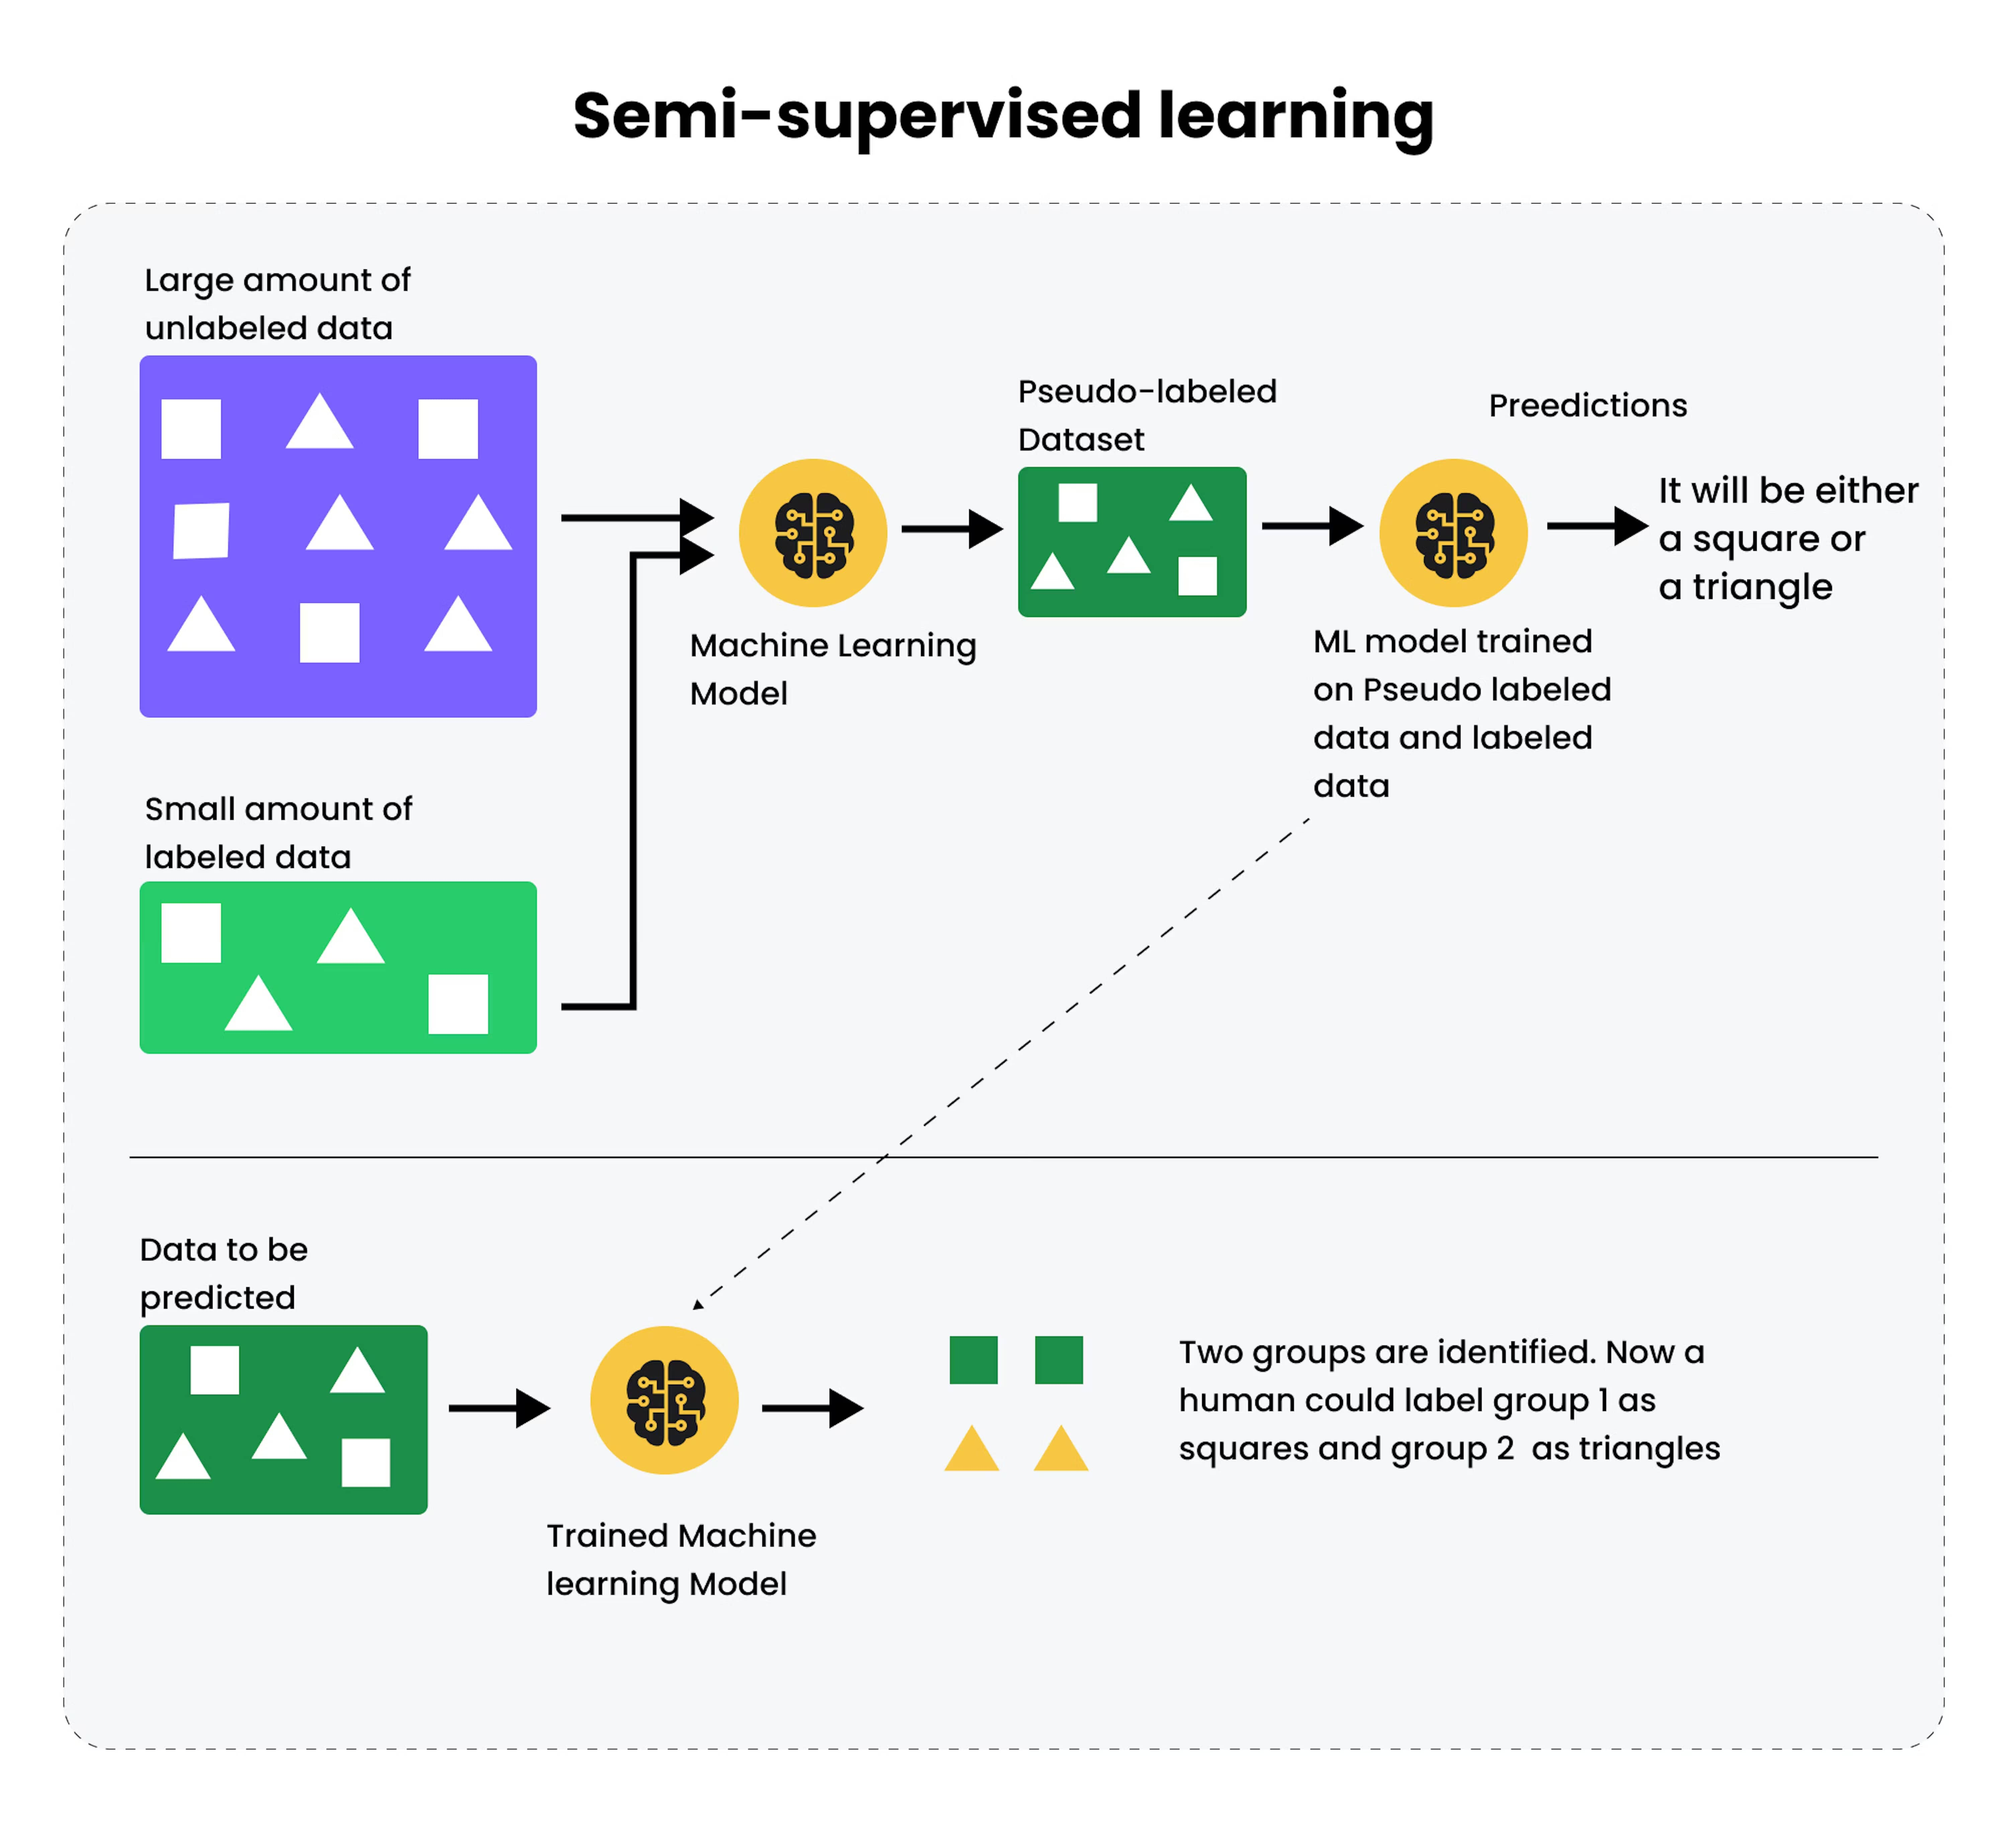 Semi-supervised learning
Large amount of
unlabeled data
Pseudo-labeled
Dataset
Preedictions
It will be either
a square or
a triangle
Machine Learning
Model
ML model trained
on Pseudo labeled
data and labeled
data
Small amount of
labeled data
Data to be
predicted
Two groups are identified. Now a
human could label group 1 as
squares and group 2  as triangles
Trained Machine
learning Model